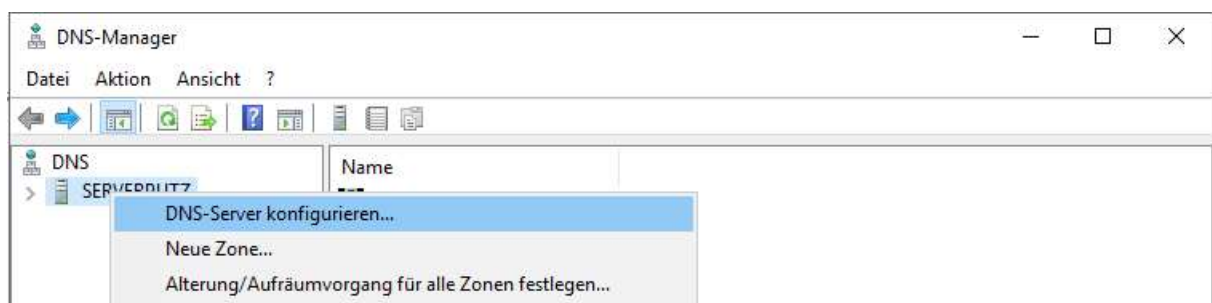 DNS-Manager
Datei Aktion Ansicht ?
DNS
Name
DNS-Server konfigurieren...
Neue Zone...
Alterung/Aufräumvorgang für alle Zonen festlegen...